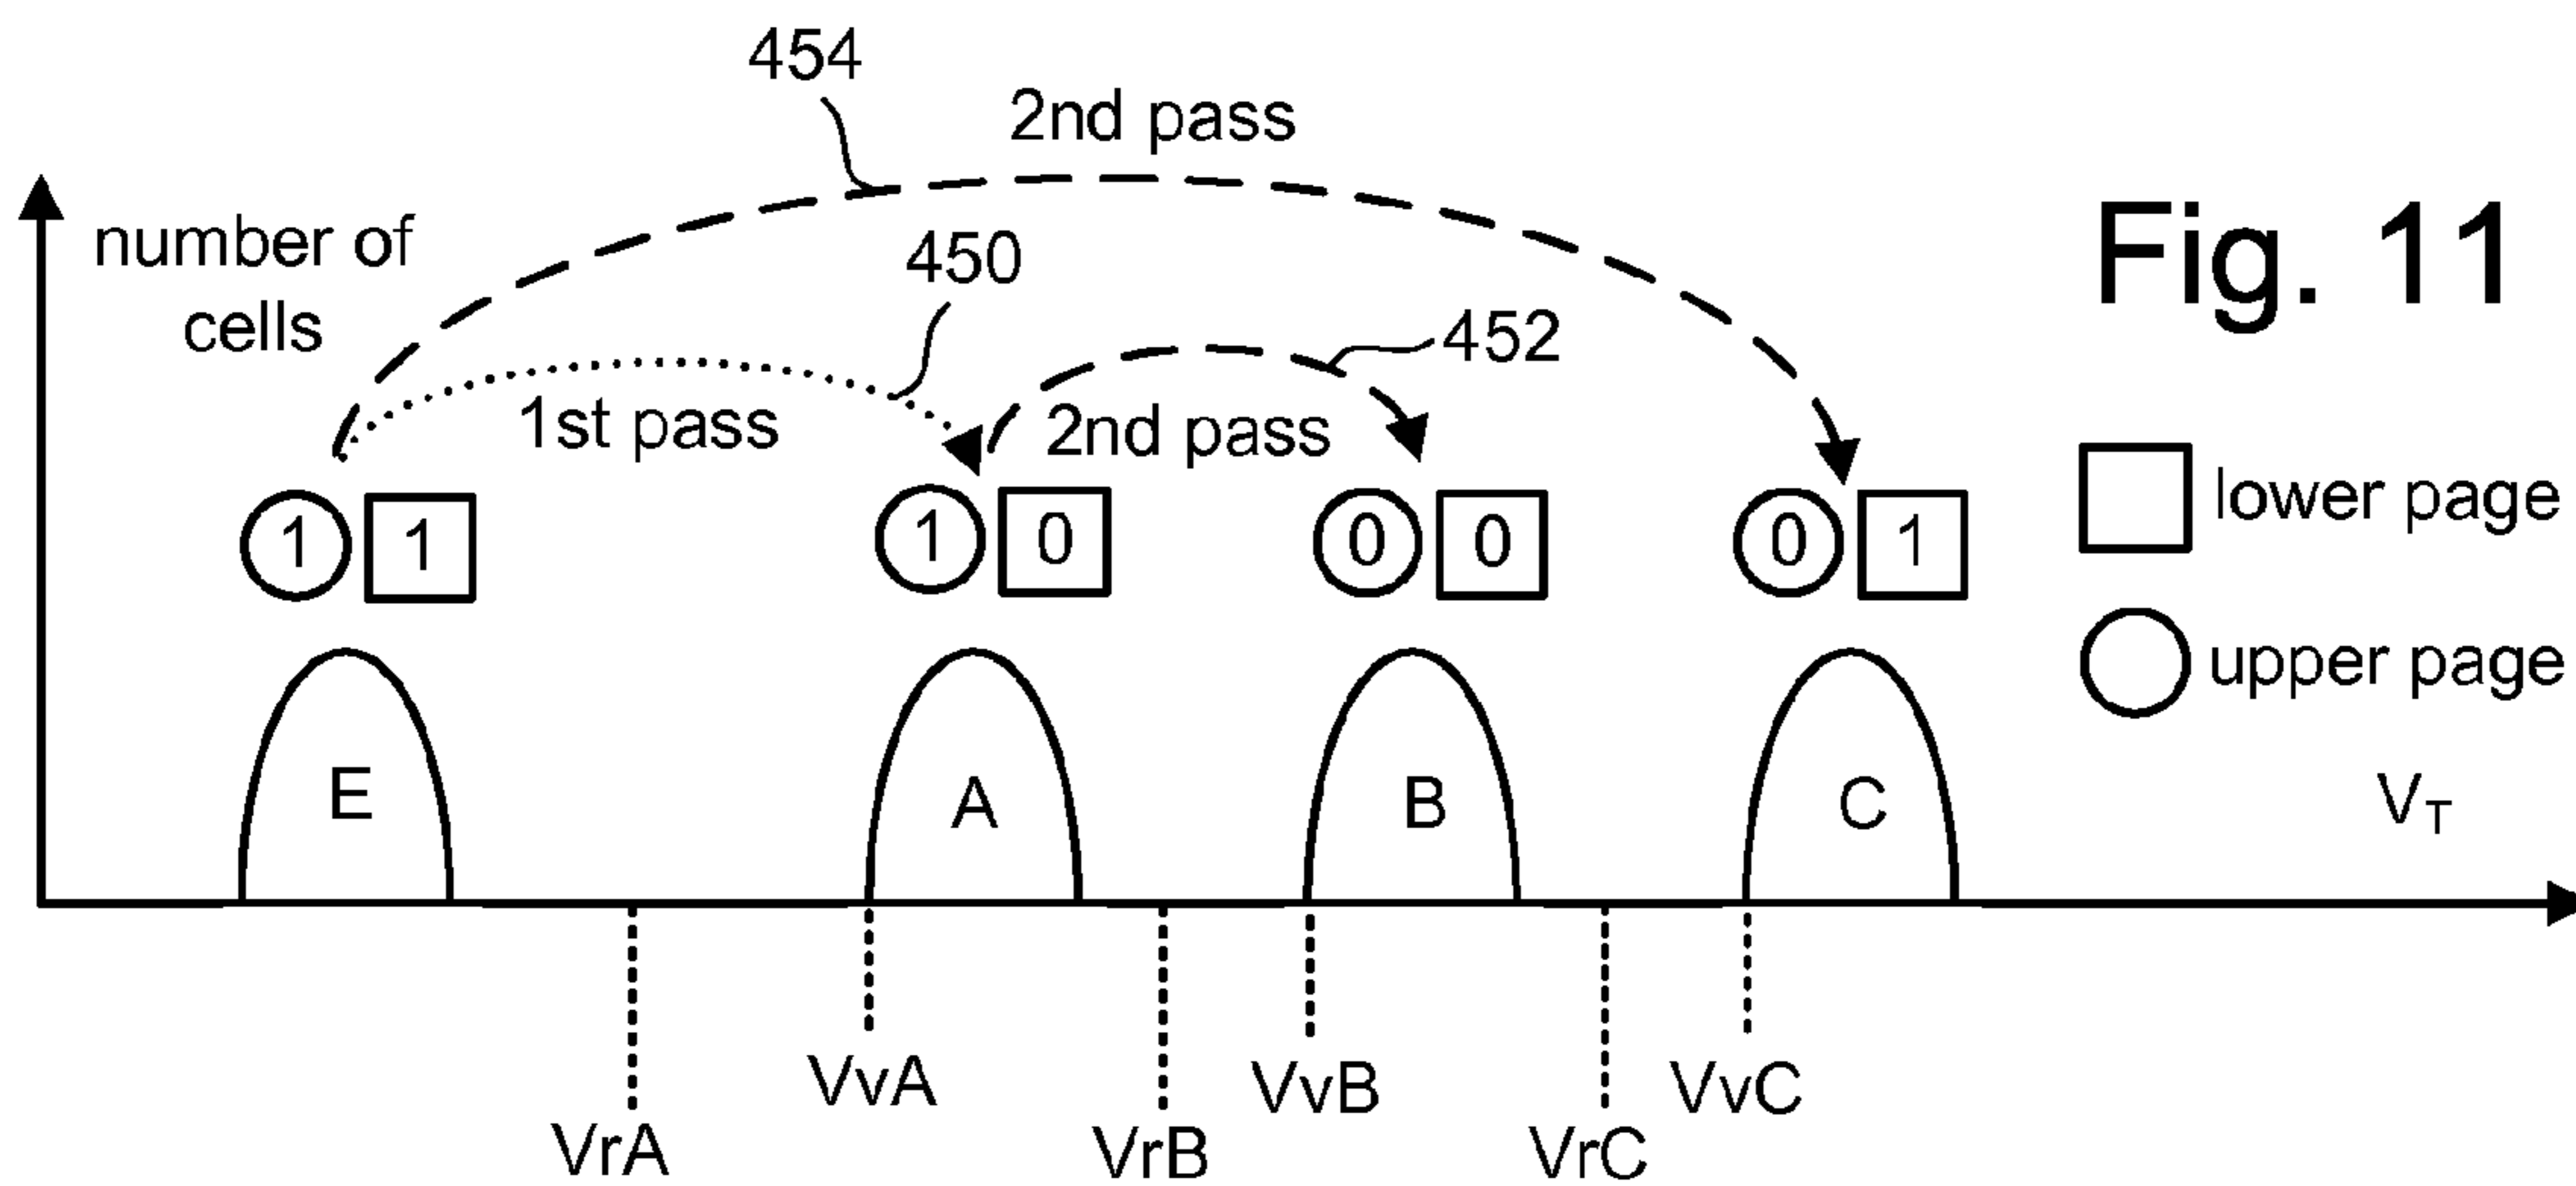 454
2nd pass
Fig. 11
number of
cells
450
452
1st pass
2nd pass
1 1
1 0
0 0
0 1
lower page
upper page
E
A
B
C
VT
VvA
VvB
VvC
VrA
VrB
VrC